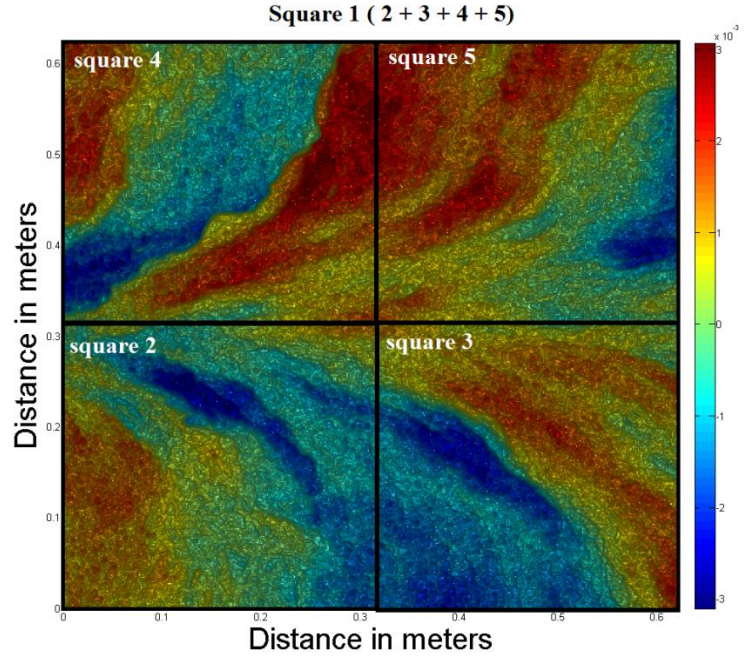 Square 1 ( 2 + 3 + 4 + 5)
square 4
square 5
square 2
square 3
Distance in meters
0.6
0.5
0.4
0.3
0.2
0.1
0
0
0.1
0.2
0.3
0.4
0.5
0.6
Distance in meters
x 10⁻³
3
2
1
0
-1
-2
-3